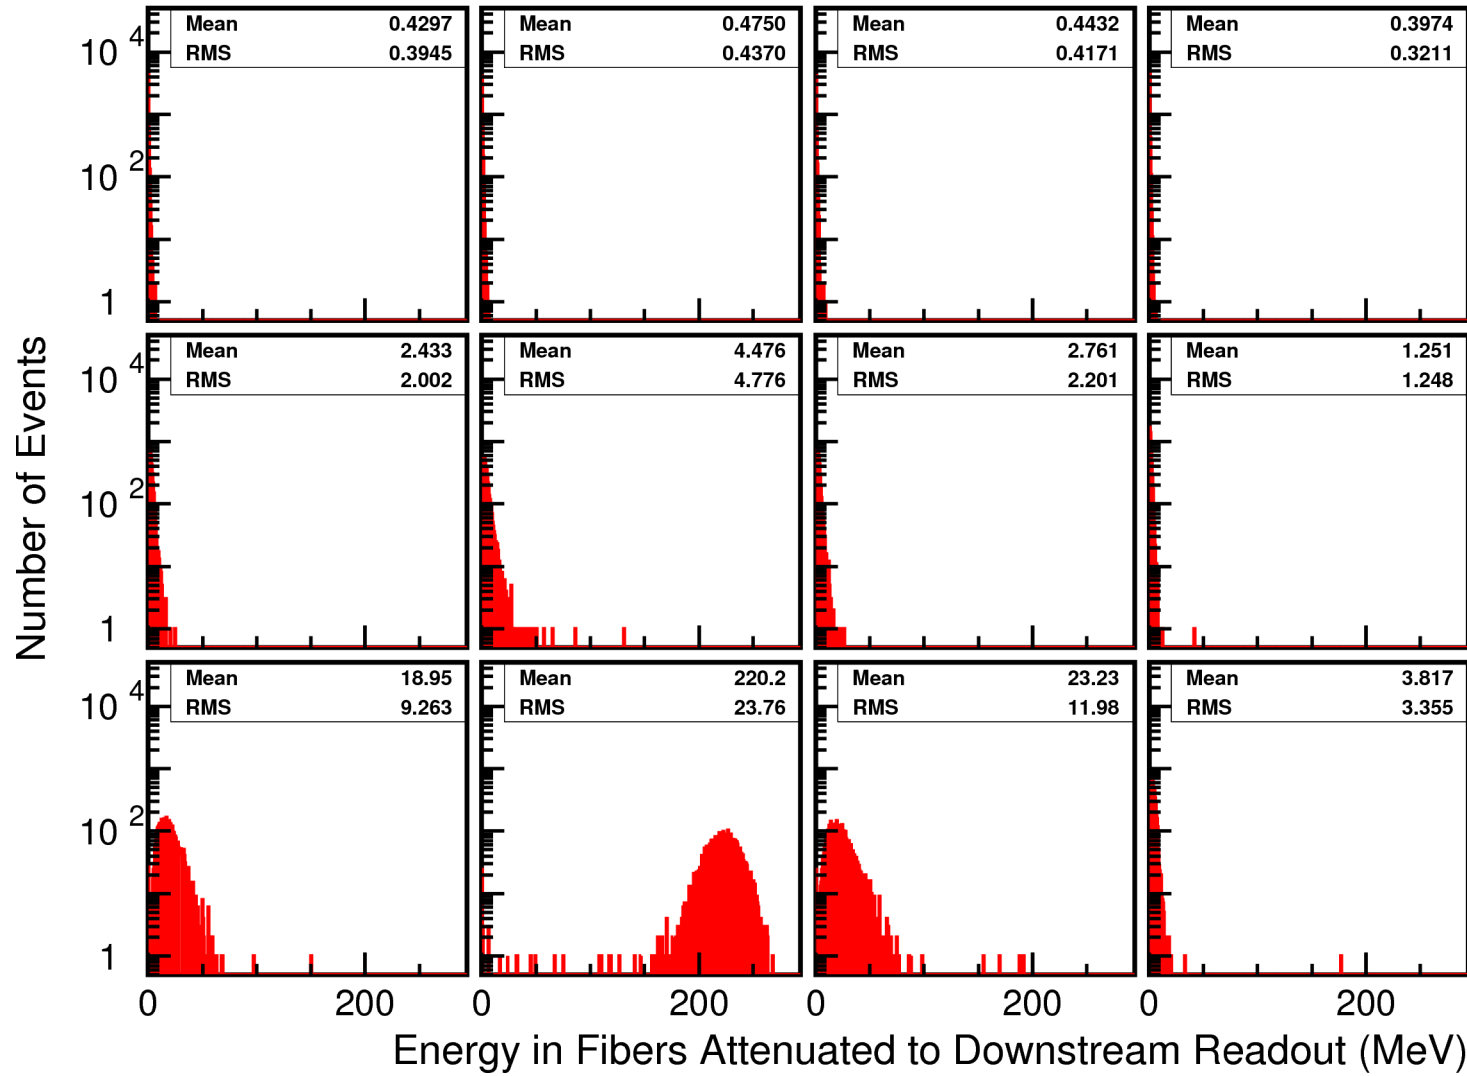 Mean 0.4297
RMS 0.3945
Mean 0.4750
RMS 0.4370
Mean 0.4432
RMS 0.4171
Mean 0.3974
RMS 0.3211
10 4
10 2
1
Mean 2.433
RMS 2.002
Mean 4.476
RMS 4.776
Mean 2.761
RMS 2.201
Mean 1.251
RMS 1.248
10 4
10 2
1
Mean 18.95
RMS 9.263
Mean 220.2
RMS 23.76
Mean 23.23
RMS 11.98
Mean 3.817
RMS 3.355
10 4
10 2
1
Number of Events
0 200 0 200 0 200 0 200
Energy in Fibers Attenuated to Downstream Readout (MeV)